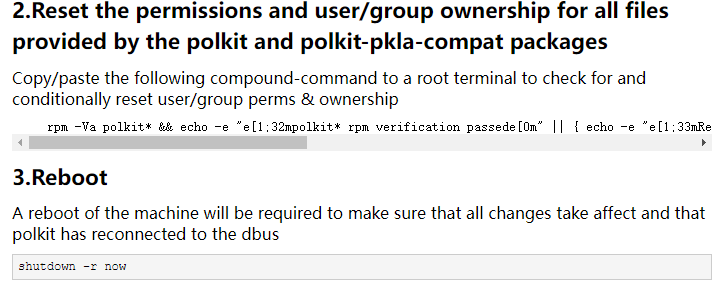 2.Reset the permissions and user/group ownership for all files
provided by the polkit and polkit-pkla-compat packages
Copy/paste the following compound-command to a root terminal to check for and
conditionally reset user/group perms & ownership
rpm -Va polkit* && echo -e "e[1;32mpolkit* rpm verification passede[0m" || { echo -e "e[1;33mRe
3.Reboot
A reboot of the machine will be required to make sure that all changes take affect and that
polkit has reconnected to the dbus
shutdown -r now